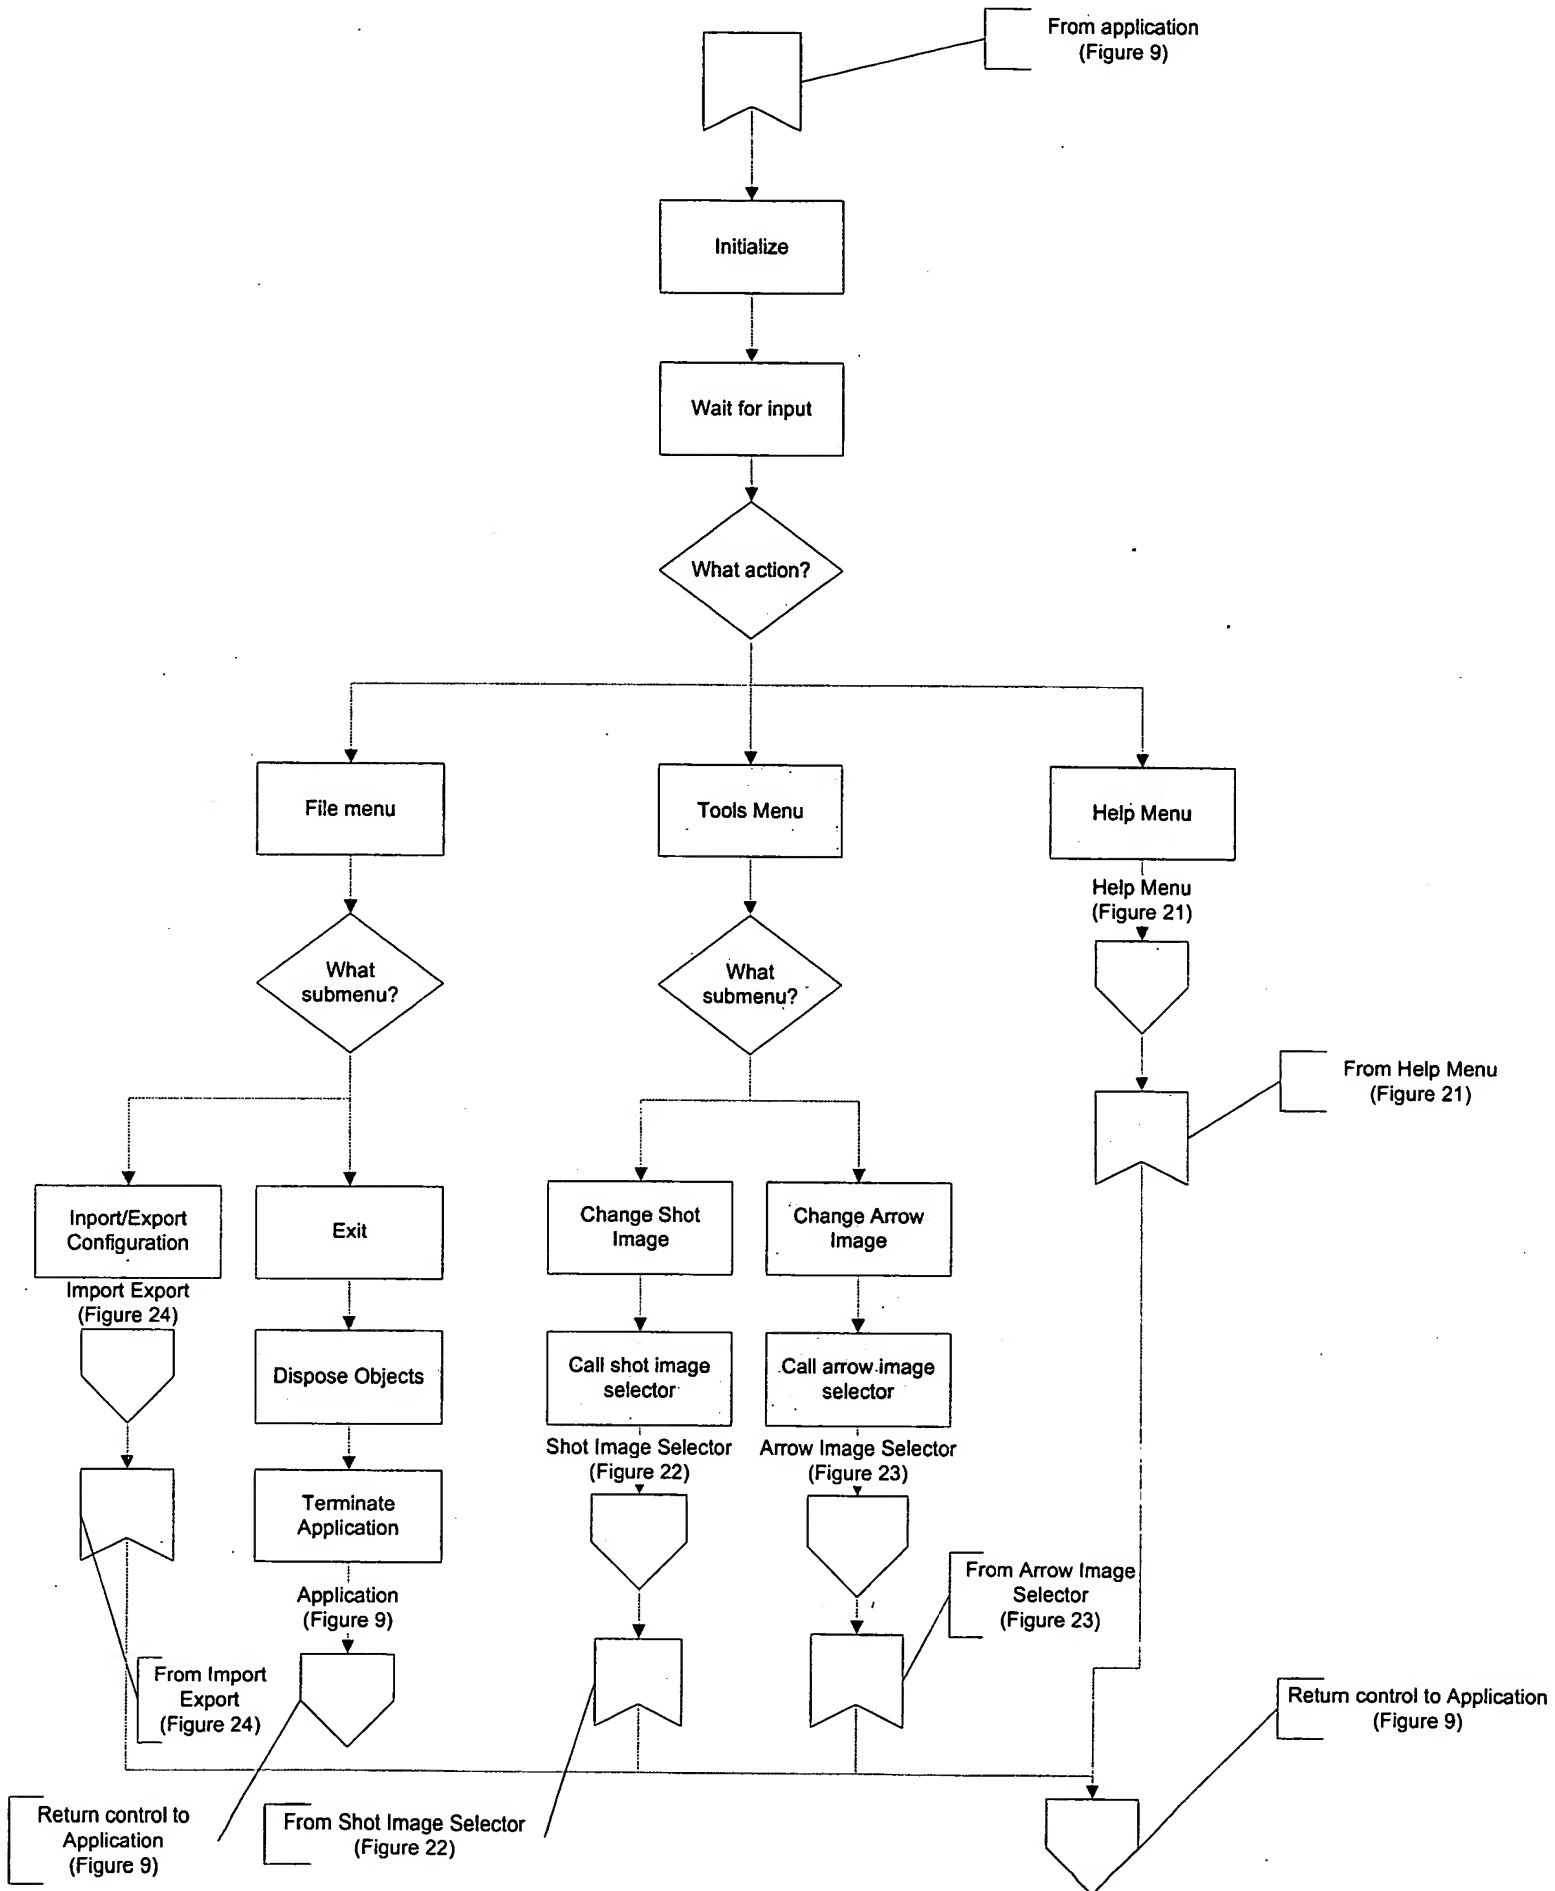 From application
(Figure 9)
Initialize
Wait for input
What action?
File menu
Tools Menu
Help Menu
Help Menu
(Figure 21)
What
submenu?
What
submenu?
From Help Menu
(Figure 21)
Inport/Export
Configuration
Exit
Change Shot
Image
Change Arrow
Image
Import Export
(Figure 24)
Dispose Objects
Call shot image
selector
Call arrow image
selector
Shot Image Selector
(Figure 22)
Arrow Image Selector
(Figure 23)
Terminate
Application
Application
(Figure 9)
From Arrow Image
Selector
(Figure 23)
From Import
Export
(Figure 24)
Return control to Application
(Figure 9)
Return control to
Application
(Figure 9)
From Shot Image Selector
(Figure 22)